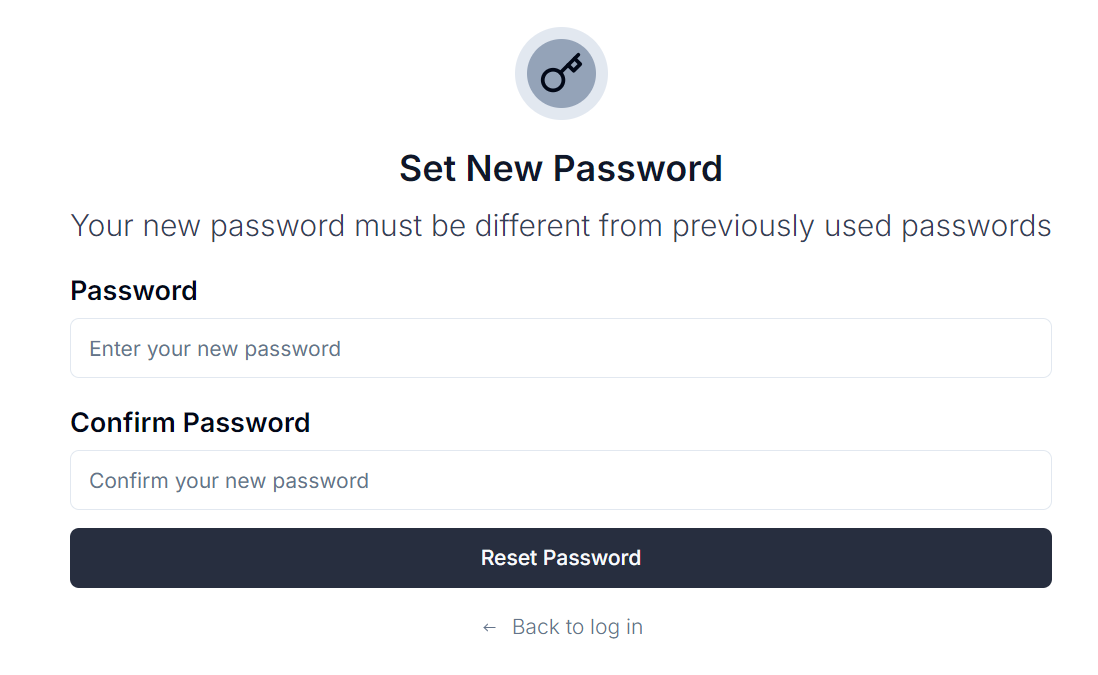 Set New Password
Your new password must be different from previously used passwords
Password
Enter your new password
Confirm Password
Confirm your new password
Reset Password
← Back to log in